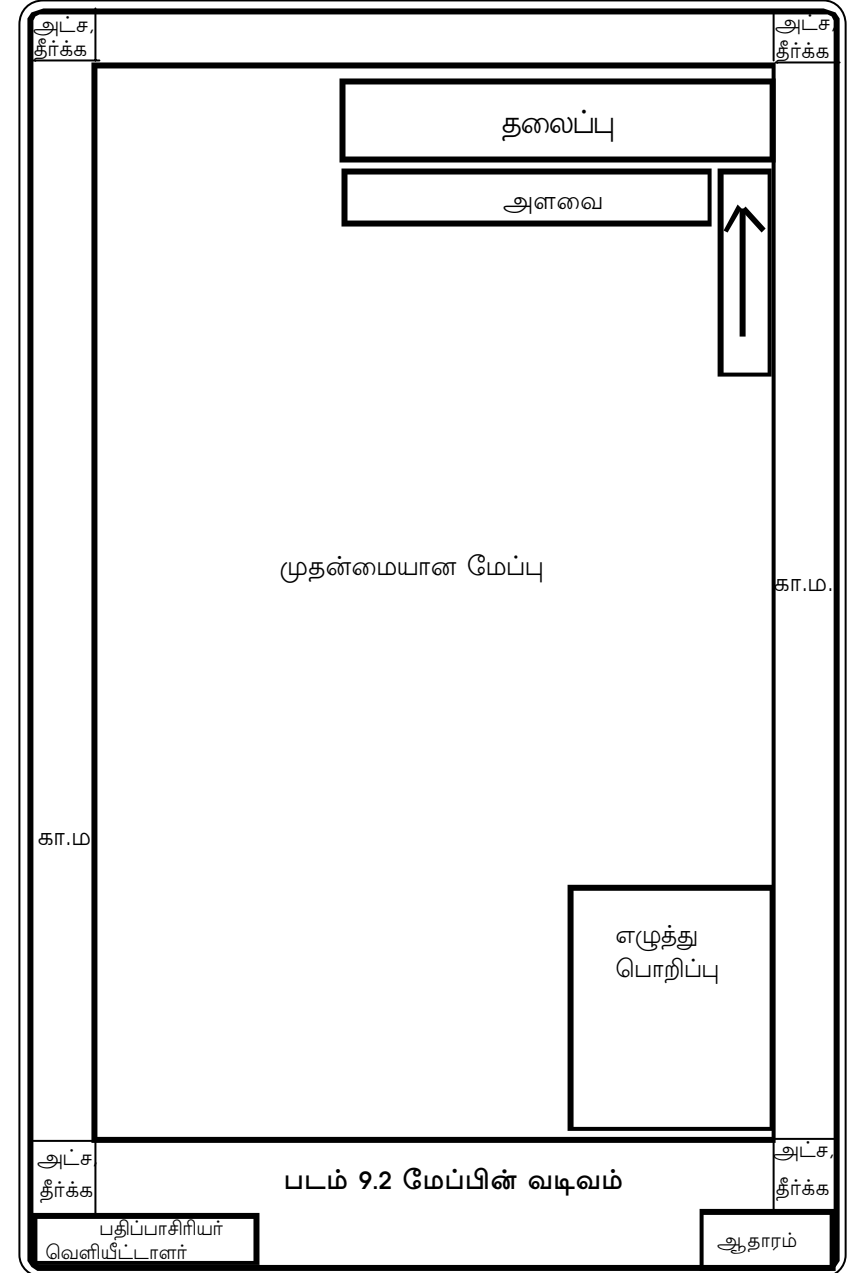 அட்ச,
தீர்க்க
அட்ச,
தீர்க்க
தலைப்பு
அளவை
முதன்மையான மேப்பு
கா.ம.
கா.ம
எழுத்து
பொறிப்பு
அட்ச,
தீர்க்க
படம் 9.2 மேப்பின் வடிவம்
அட்ச,
தீர்க்க
பதிப்பாசிரியர்
வெளியீட்டாளர்
ஆதாரம்